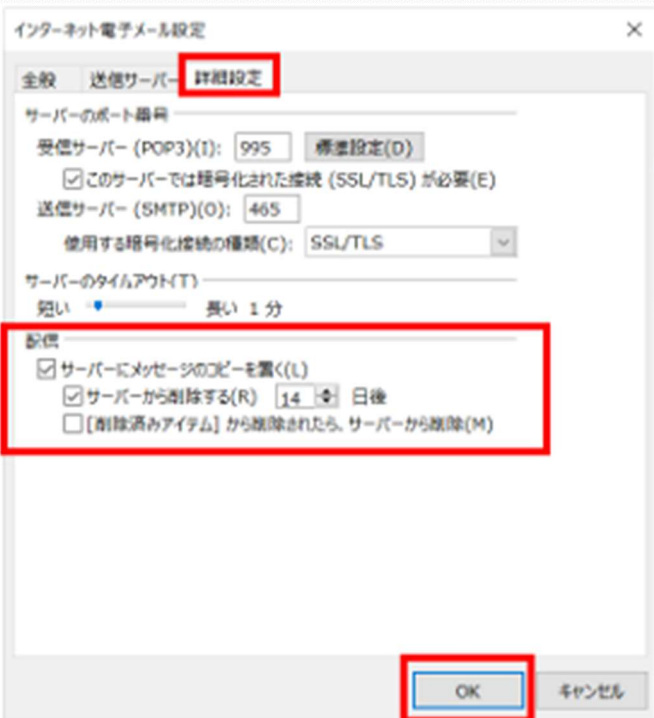 インターネット電子メール設定
全般 送信サーバー 詳細設定
サーバーのポート番号
受信サーバー (POP3)(I): 995 標準設定(D)
このサーバーでは暗号化された接続 (SSL/TLS) が必要(E)
送信サーバー (SMTP)(O): 465
使用する暗号化接続の種類(C): SSL/TLS
サーバーのタイムアウト(T)
短い 長い 1 分
配信
サーバーにメッセージのコピーを置く(L)
サーバーから削除する(R) 14 日後
[削除済みアイテム] から削除されたら、サーバーから削除(M)
OK キャンセル